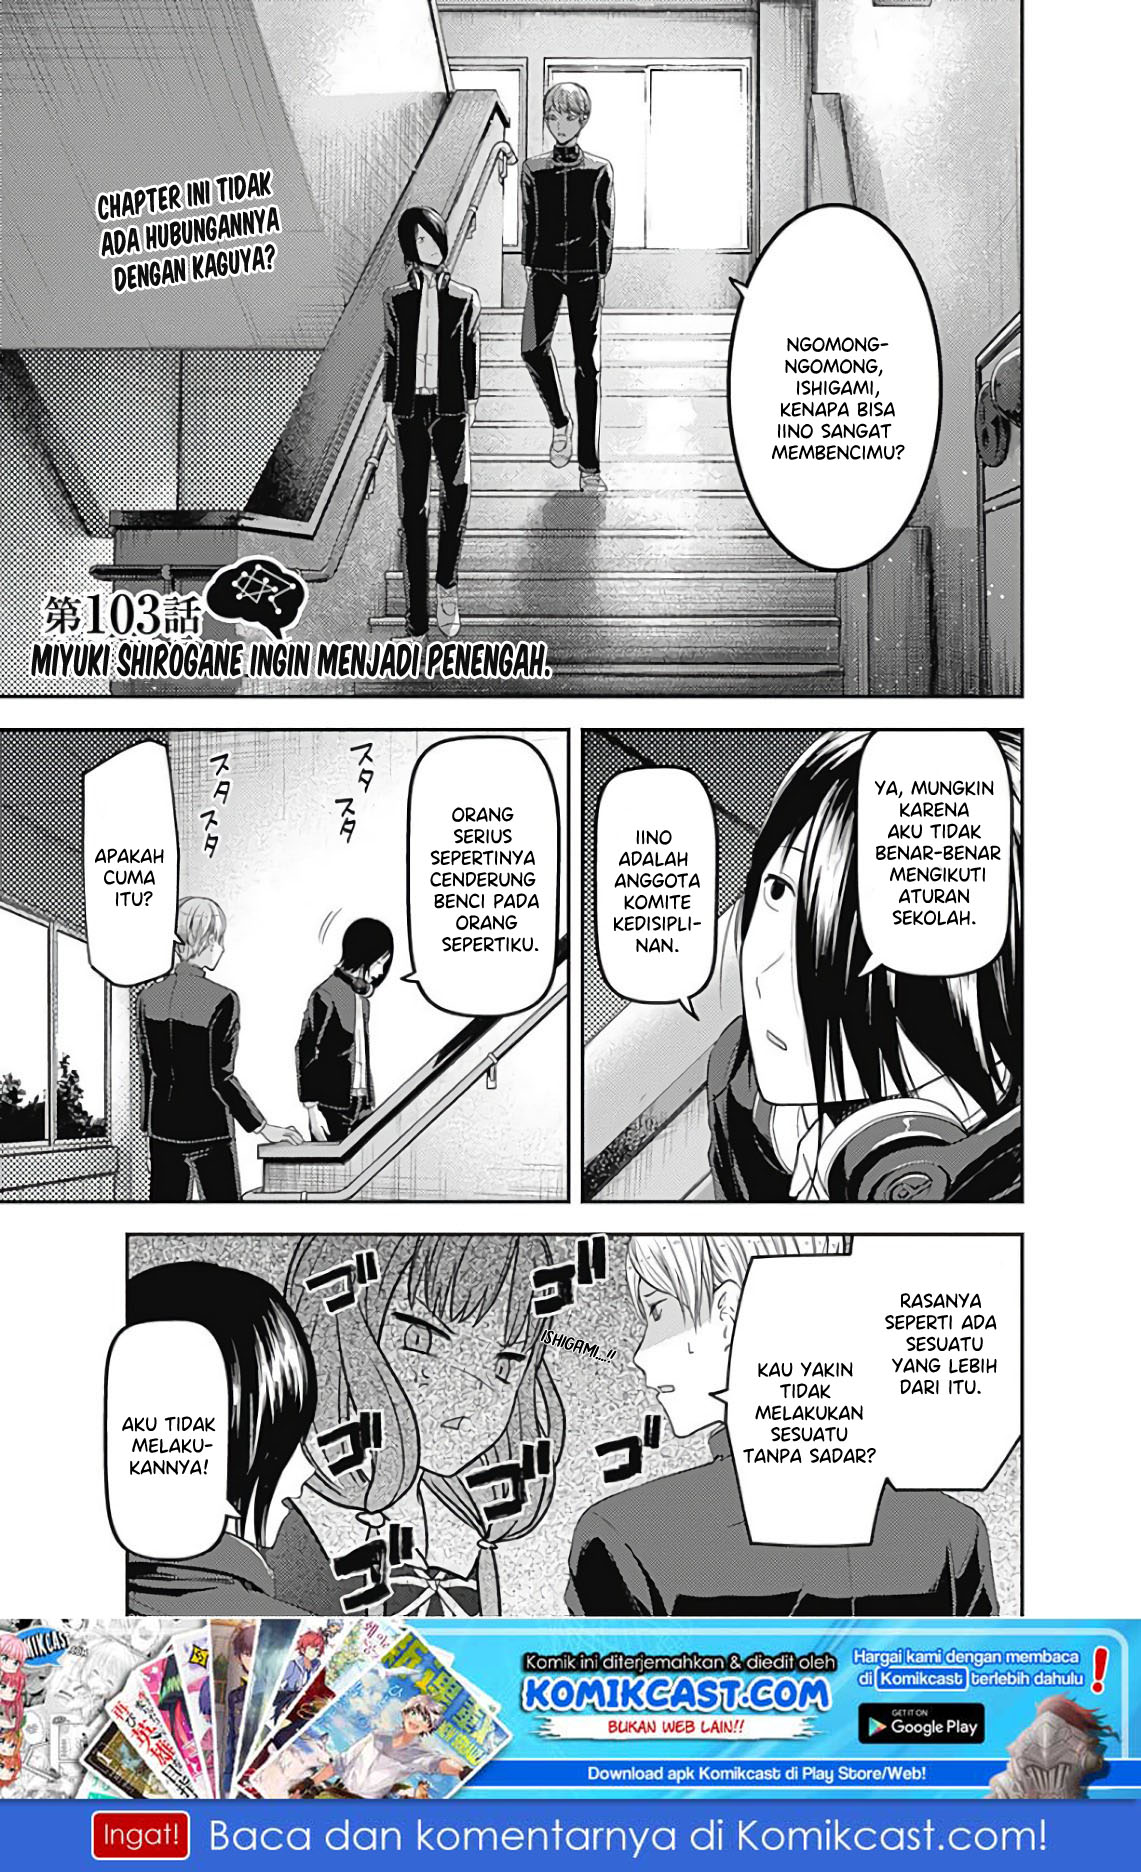 CHAPTER INI TIDAK
ADA HUBUNGANNYA
DENGAN KAGUYA?
NGOMONG-
NGOMONG,
ISHIGAMI,
KENAPA BISA
IINO SANGAT
MEMBENCIMU?
第103話
MIYUKI SHIROGANE INGIN MENJADI PENENGAH.
YA, MUNGKIN
KARENA
AKU TIDAK
BENAR-BENAR
MENGIKUTI
ATURAN
SEKOLAH.
IINO
ADALAH
ANGGOTA
KOMITE
KEDISIPLI-
NAN.
ORANG
SERIUS
SEPERTINYA
CENDERUNG
BENCI PADA
ORANG
SEPERTIKU.
スタ
スタ
スタ
スタ
APAKAH
CUMA
ITU?
RASANYA
SEPERTI ADA
SESUATU
YANG LEBIH
DARI ITU.
KAU YAKIN
TIDAK
MELAKUKAN
SESUATU
TANPA SADAR?
ISHIGAMI...!!
ゴ
ゴ
ゴ
ゴ
ゴ
ゴ
AKU TIDAK
MELAKU-
KANNYA!
Komik ini diterjemahkan & diedit oleh
KOMIKCAST.COM
BUKAN WEB LAIN!!
Hargai kami dengan membaca
di Komikcast terlebih dahulu
!
GET IT ON
Google Play
Download apk Komikcast di Play Store/Web!
Ingat! Baca dan komentarnya di Komikcast.com!